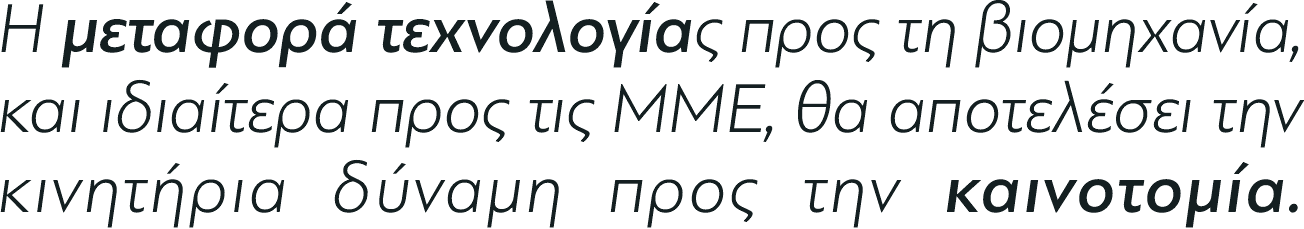 Η μεταφορά τεχνολογίας προς τη βιομηχανία,
και ιδιαίτερα προς τις ΜΜΕ, θα αποτελέσει την
κινητήρια δύναμη προς την καινοτομία.